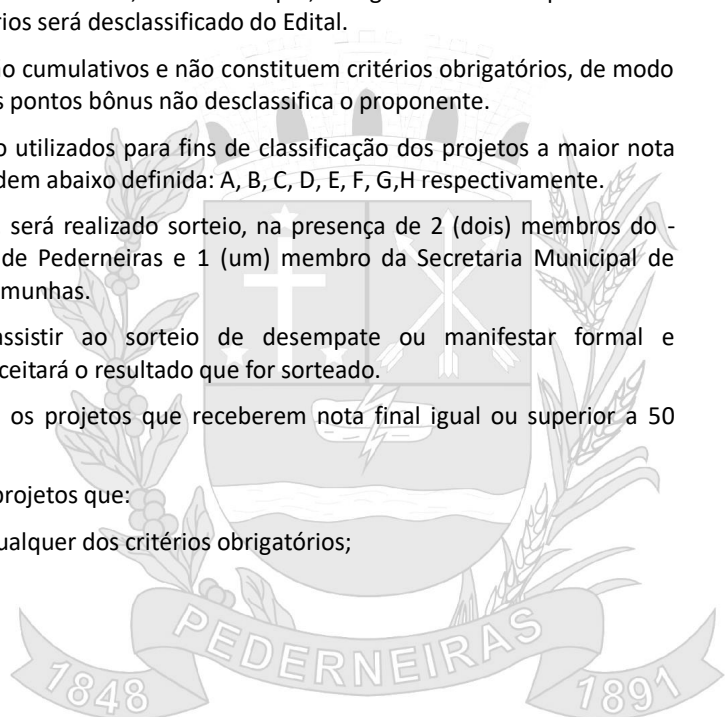 rios será desclassificado do Edital.
o cumulativos e não constituem critérios obrigatórios, de modo
s pontos bônus não desclassifica o proponente.
o utilizados para fins de classificação dos projetos a maior nota
dem abaixo definida: A, B, C, D, E, F, G,H respectivamente.
será realizado sorteio, na presença de 2 (dois) membros do -
de Pederneiras e 1 (um) membro da Secretaria Municipal de
munhas.
assistir ao sorteio de desempate ou manifestar formal e
ceitará o resultado que for sorteado.
os projetos que receberem nota final igual ou superior a 50
projetos que:
ualquer dos critérios obrigatórios;
PEDERNEIRAS
1848 1891